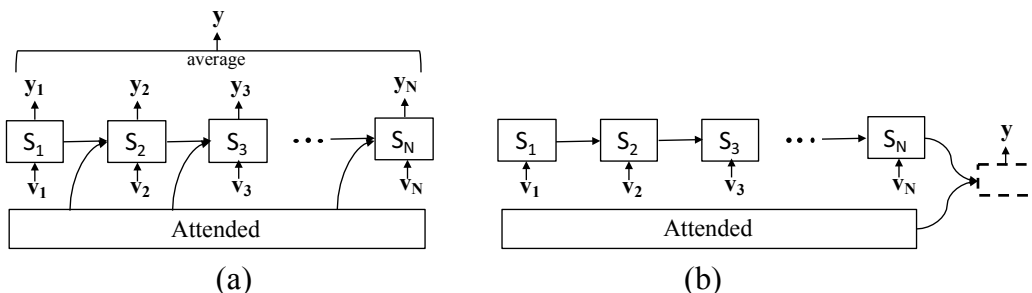 y
average
y1 y2 y3 yN
S1 S2 S3 ... SN
v1 v2 v3 vN
Attended
(a)
y
S1 S2 S3 ... SN
v1 v2 v3 vN
Attended
(b)